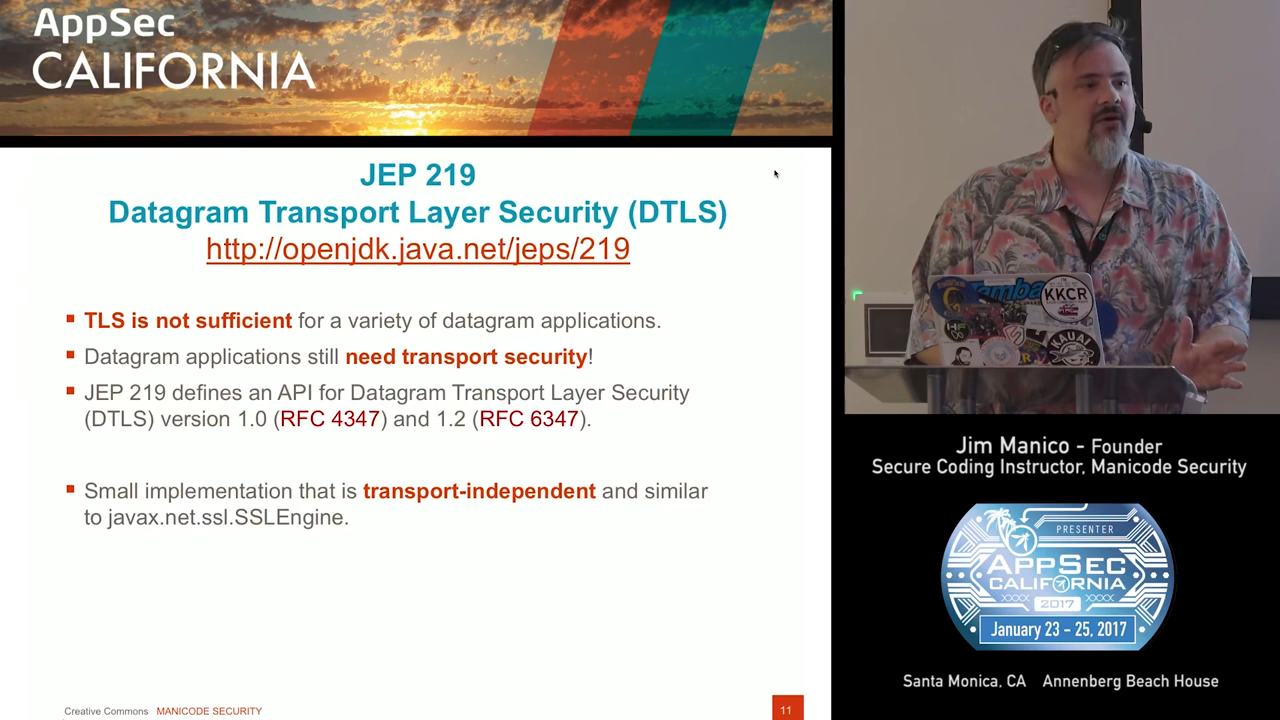 AppSec
CALIFORNIA
JEP 219
Datagram Transport Layer Security (DTLS)
http://openjdk.java.net/jeps/219
TLS is not sufficient for a variety of datagram applications.
Datagram applications still need transport security!
JEP 219 defines an API for Datagram Transport Layer Security
(DTLS) version 1.0 (RFC 4347) and 1.2 (RFC 6347).
Small implementation that is transport-independent and similar
to javax.net.ssl.SSLEngine.
Creative Commons MANICODE SECURITY
11
KKCR
KAUAI
Jim Manico - Founder
Secure Coding Instructor, Manicode Security
PRESENTER
APPSEC
CALIFORNIA
XXXX 2017 XXXX
January 23 - 25, 2017
Santa Monica, CA Annenberg Beach House